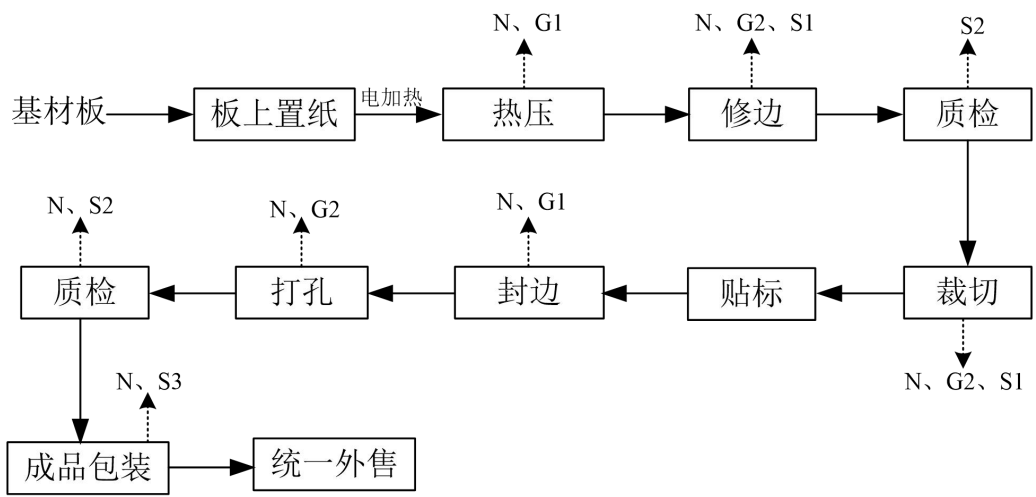 N、G1
N、G2、S1
S2
基材板
板上置纸
电加热
热压
修边
质检
N、S2
N、G2
N、G1
质检
打孔
封边
贴标
裁切
N、G2、S1
N、S3
成品包装
统一外售